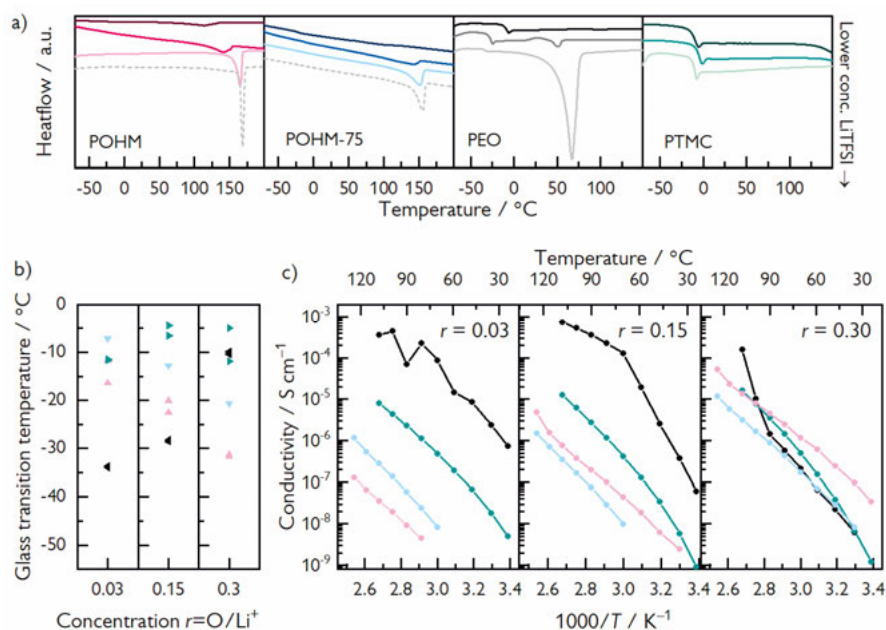 a)
Heatflow / a.u.
POHM
POHM-75
PEO
PTMC
Lower conc. LiTFSI →
-50 0 50 100 150 -50 0 50 100 150 -50 0 50 100 -50 0 50 100
Temperature / °C
b)
Glass transition temperature / °C
0
-10
-20
-30
-40
-50
0.03 0.15 0.3
Concentration r=O/Li⁺
c)
Temperature / °C
120 90 60 30 120 90 60 30 120 90 60 30
Conductivity / S cm⁻¹
10⁻³
10⁻⁴
10⁻⁵
10⁻⁶
10⁻⁷
10⁻⁸
10⁻⁹
r = 0.03
r = 0.15
r = 0.30
2.6 2.8 3.0 3.2 3.4 2.6 2.8 3.0 3.2 3.4 2.6 2.8 3.0 3.2 3.4
1000/T / K⁻¹